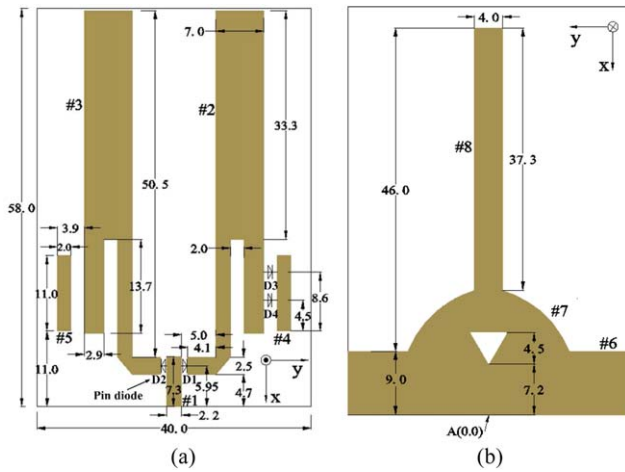 7.0
#3
#2
33.3
50.5
58.0
3.9
2.0
2.0
13.7
11.0
D3
D4
8.6
4.5
#5
#4
5.0
4.1
2.9
11.0
2.5
D2
D1
7.3
5.95
4.7
Pin diode
#1
2.2
y
x
40.0
(a)
4.0
y
x
#8
46.0
37.3
#7
#6
4.5
9.0
7.2
A(0.0)
(b)